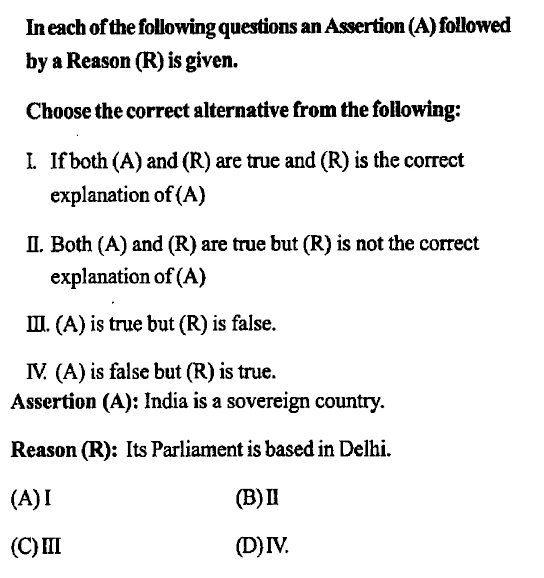 In each of the following questions an Assertion (A) followed
by a Reason (R) is given.
Choose the correct alternative from the following:
I. If both (A) and (R) are true and (R) is the correct
explanation of (A)
II. Both (A) and (R) are true but (R) is not the correct
explanation of (A)
III. (A) is true but (R) is false.
IV. (A) is false but (R) is true.
Assertion (A): India is a sovereign country.
Reason (R): Its Parliament is based in Delhi.
(A) I (B) II
(C) III (D) IV.